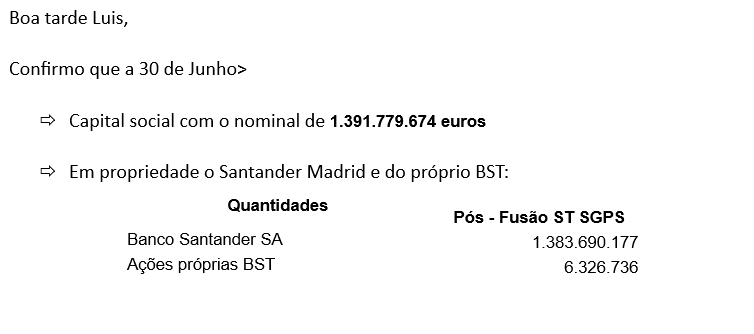 Boa tarde Luis,
Confirmo que a 30 de Junho>
⇨ Capital social com o nominal de 1.391.779.674 euros
⇨ Em propriedade o Santander Madrid e do próprio BST:
Quantidades Pós - Fusão ST SGPS
Banco Santander SA 1.383.690.177
Ações próprias BST 6.326.736